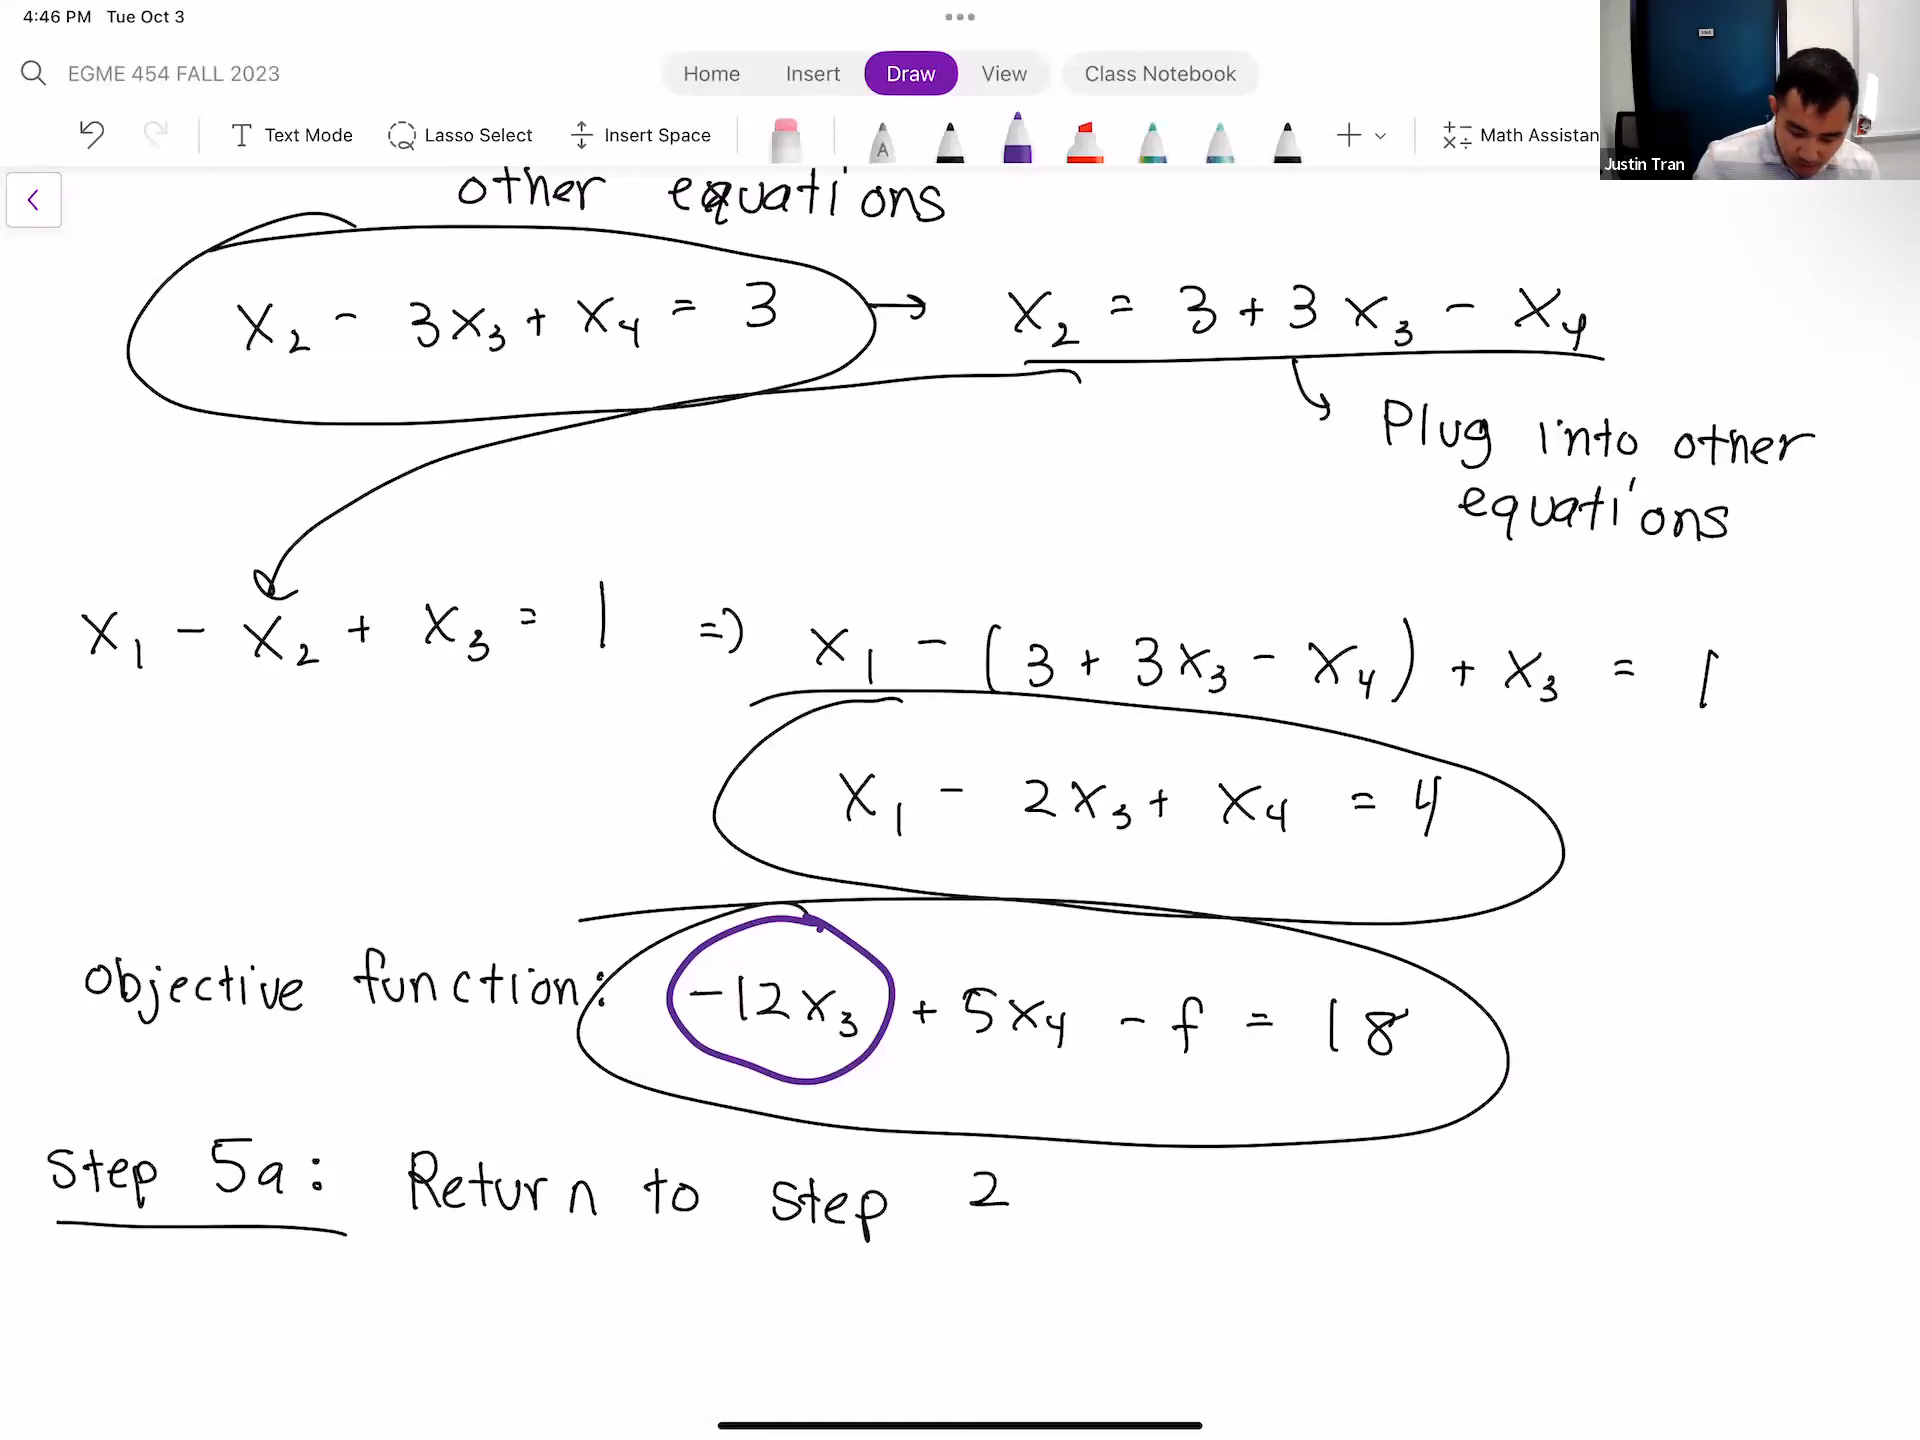 4:46 PM Tue Oct 3
EGME 454 FALL 2023
Home Insert Draw View Class Notebook
Text Mode Lasso Select Insert Space A Math Assistan
Justin Tran
other equations
x₂ - 3x₃ + x₄ = 3 → x₂ = 3 + 3x₃ - x₄
Plug into other
equations
x₁ - x₂ + x₃ = 1 => x₁ - (3 + 3x₃ - x₄) + x₃ = 1
x₁ - 2x₃ + x₄ = 4
Objective function: -12x₃ + 5x₄ - f = 18
Step 5a: Return to step 2